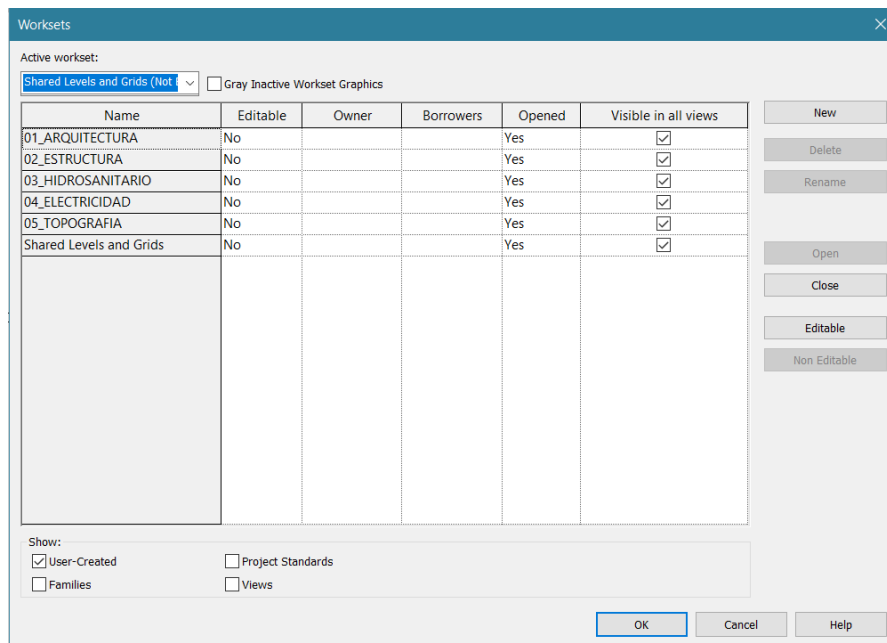 Worksets
Active workset:
Shared Levels and Grids (Not
Gray Inactive Workset Graphics
Name Editable Owner Borrowers Opened Visible in all views
01_ARQUITECTURA No Yes
02_ESTRUCTURA No Yes
03_HIDROSANITARIO No Yes
04_ELECTRICIDAD No Yes
05_TOPOGRAFIA No Yes
Shared Levels and Grids No Yes
New
Delete
Rename
Open
Close
Editable
Non Editable
Show:
User-Created Project Standards
Families Views
OK Cancel Help